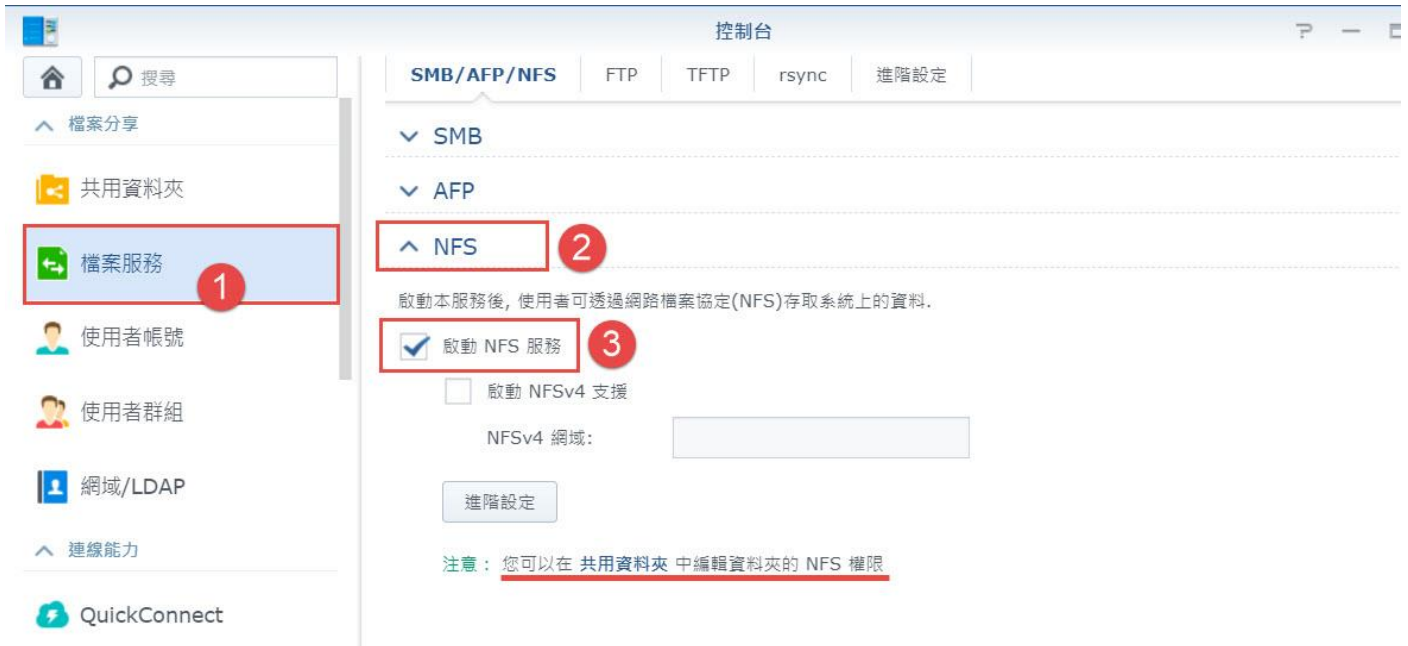 控制台
搜尋
SMB/AFP/NFS FTP TFTP rsync 進階設定
檔案分享
共用資料夾
檔案服務
1
使用者帳號
使用者群組
網域/LDAP
連線能力
QuickConnect
SMB
AFP
NFS
2
啟動本服務後, 使用者可透過網路檔案協定(NFS)存取系統上的資料.
啟動 NFS 服務
3
啟動 NFSv4 支援
NFSv4 網域:
進階設定
注意： 您可以在 共用資料夾 中編輯資料夾的 NFS 權限